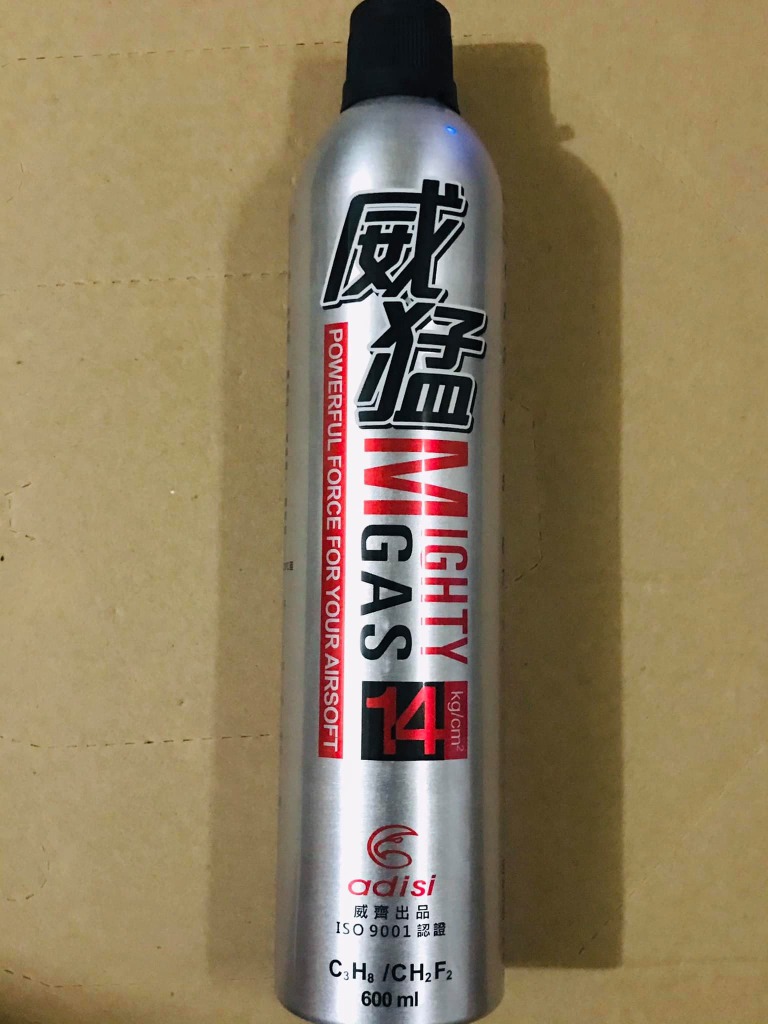 威猛
POWERFUL FORCE FOR YOUR AIRSOFT
MIGHTY
GAS
14 kg/cm²
adisi
威齊出品
ISO 9001 認證
C₃H₈ /CH₂F₂
600 ml